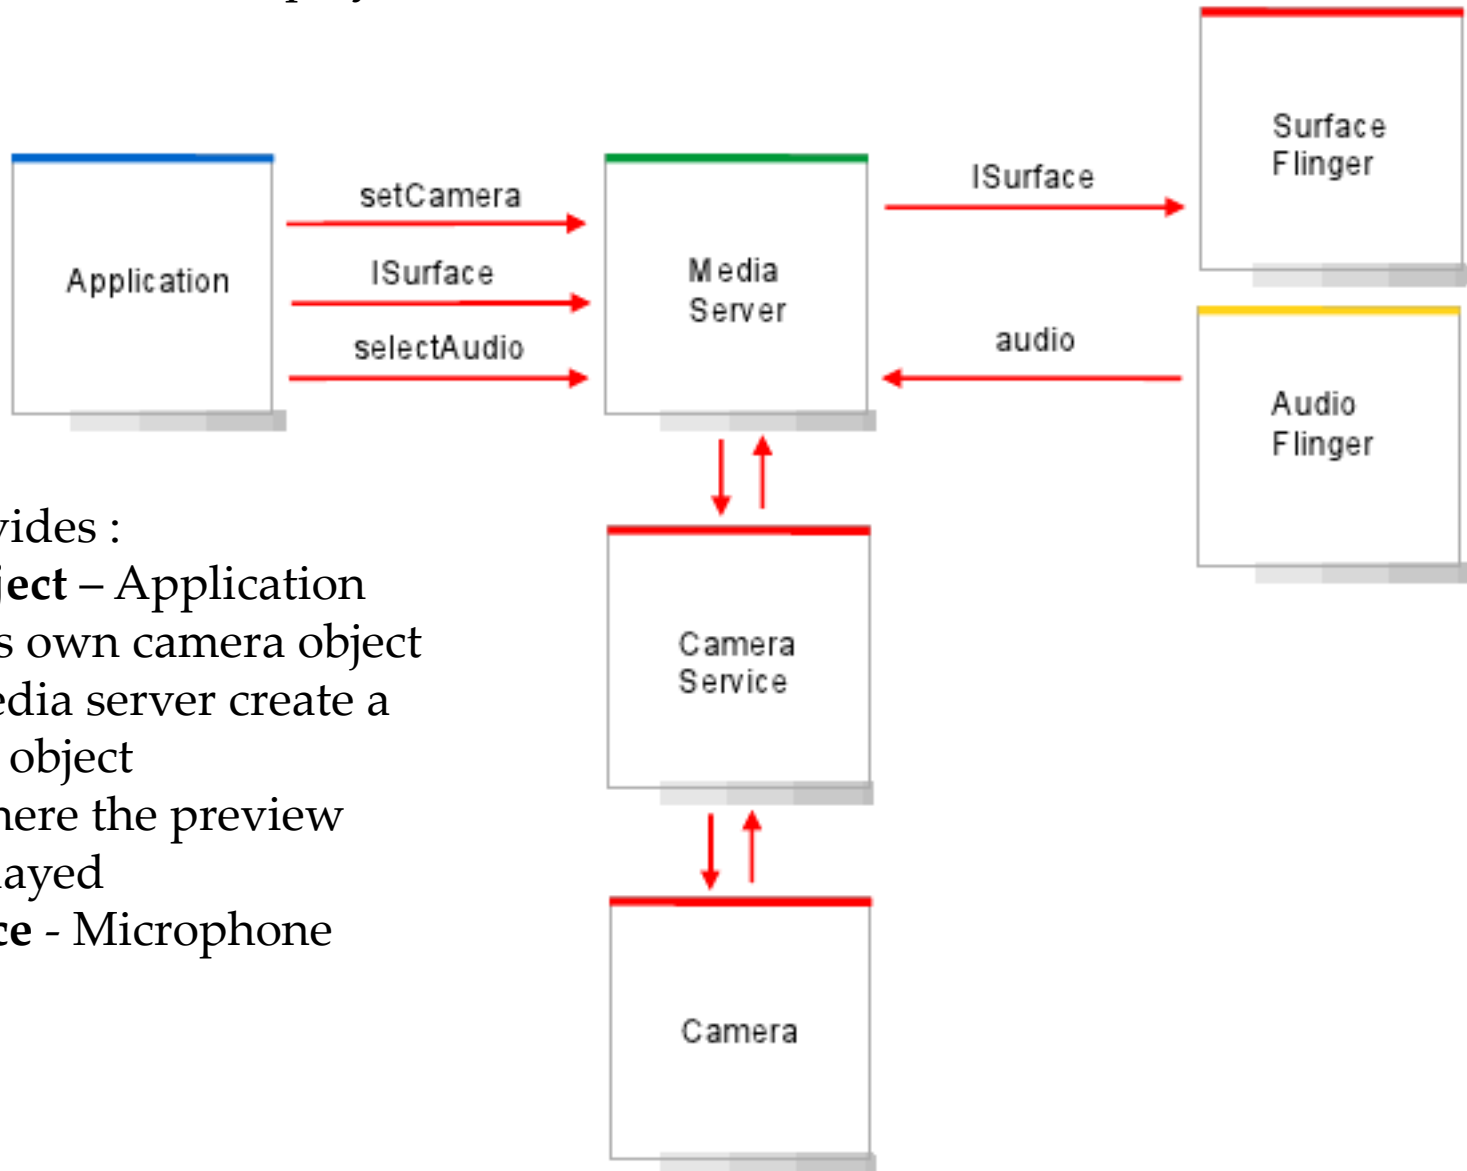 setCamera
ISurface
selectAudio
Application
Media
Server
ISurface
audio
Surface
Flinger
Audio
Flinger
vides :
ject – Application
s own camera object
edia server create a
object
here the preview
layed
ce - Microphone
Camera
Service
Camera